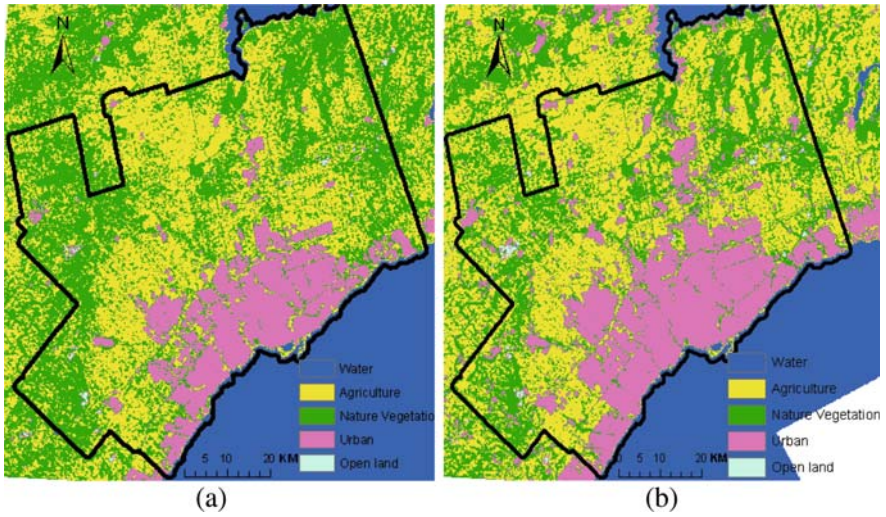 N
Water
Agriculture
Nature Vegetatio
Urban
Open land
5 10 20 KM
(a)
N
Water
Agriculture
Nature Vegetation
Urban
Open land
5 10 20 KM
(b)